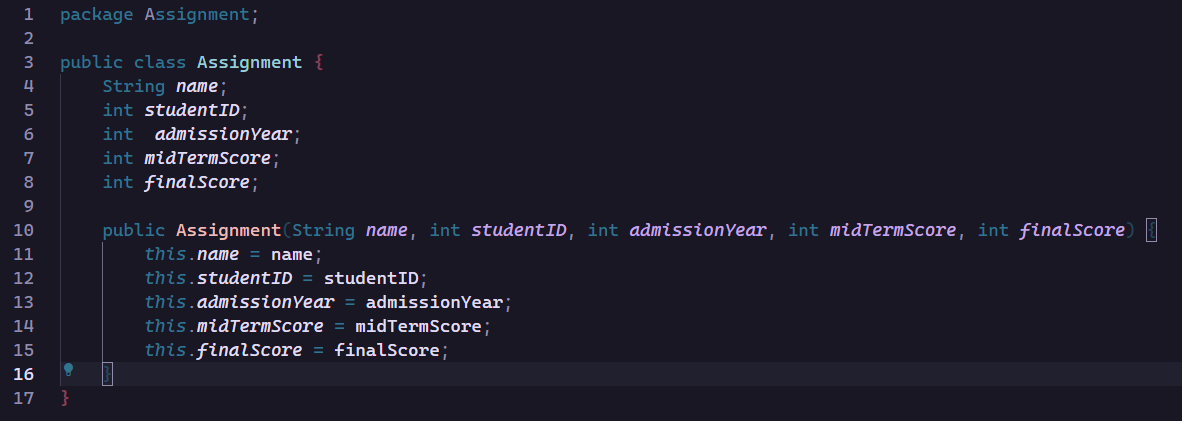 1 package Assignment;
2
3 public class Assignment {
4     String name;
5     int studentID;
6     int  admissionYear;
7     int midTermScore;
8     int finalScore;
9
10     public Assignment(String name, int studentID, int admissionYear, int midTermScore, int finalScore) {
11         this.name = name;
12         this.studentID = studentID;
13         this.admissionYear = admissionYear;
14         this.midTermScore = midTermScore;
15         this.finalScore = finalScore;
16     }
17 }